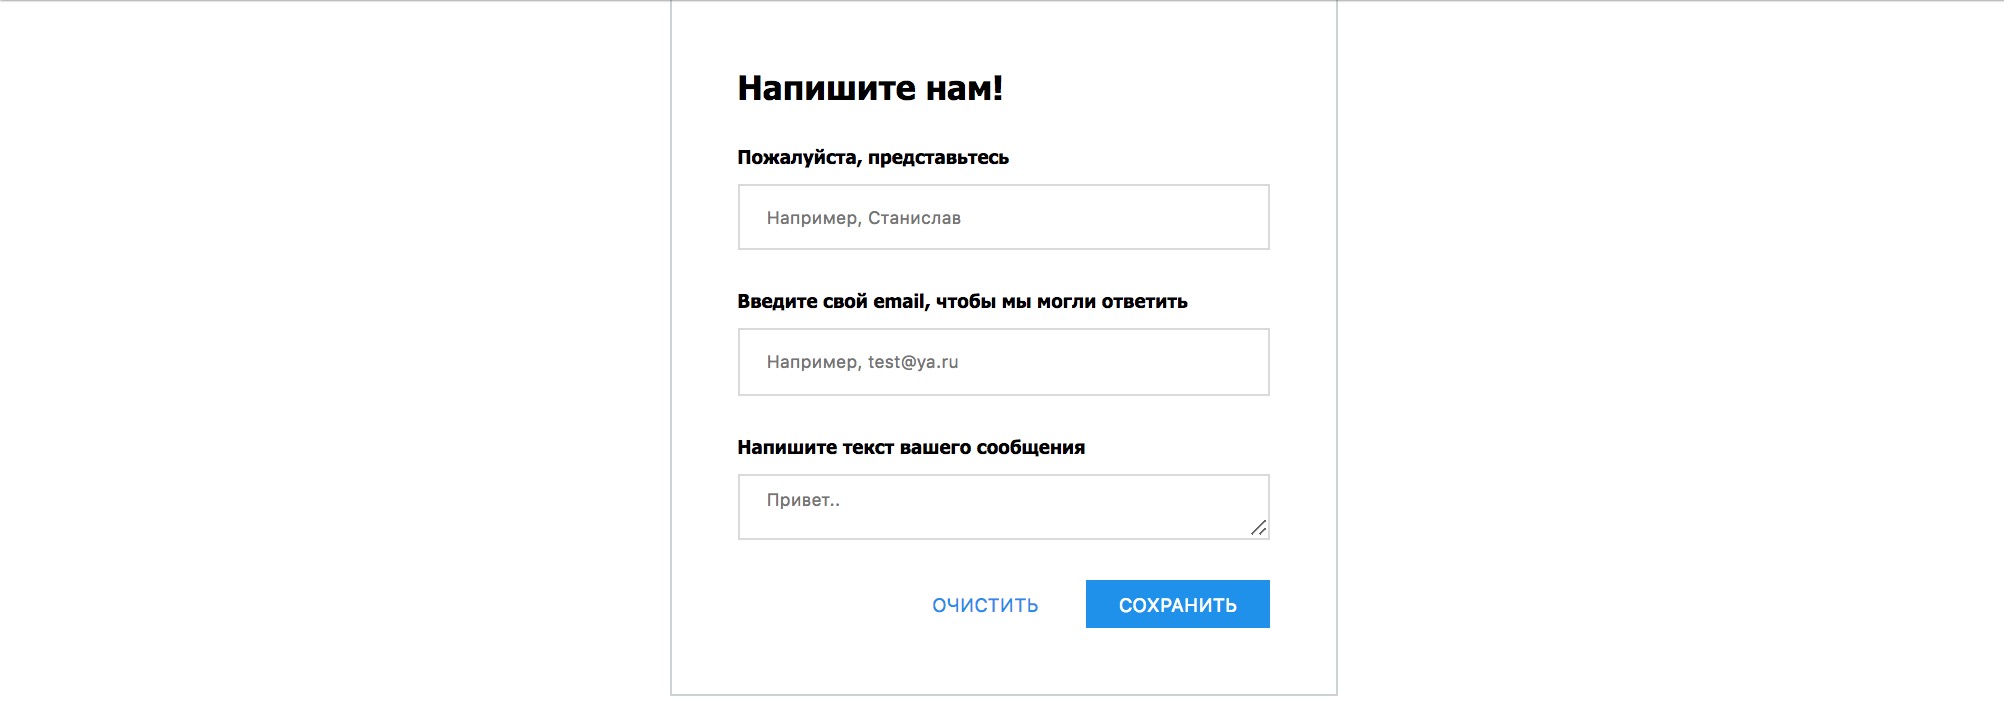 Напишите нам!
Пожалуйста, представьтесь
Например, Станислав
Введите свой email, чтобы мы могли ответить
Например, test@ya.ru
Напишите текст вашего сообщения
Привет..
ОЧИСТИТЬ СОХРАНИТЬ